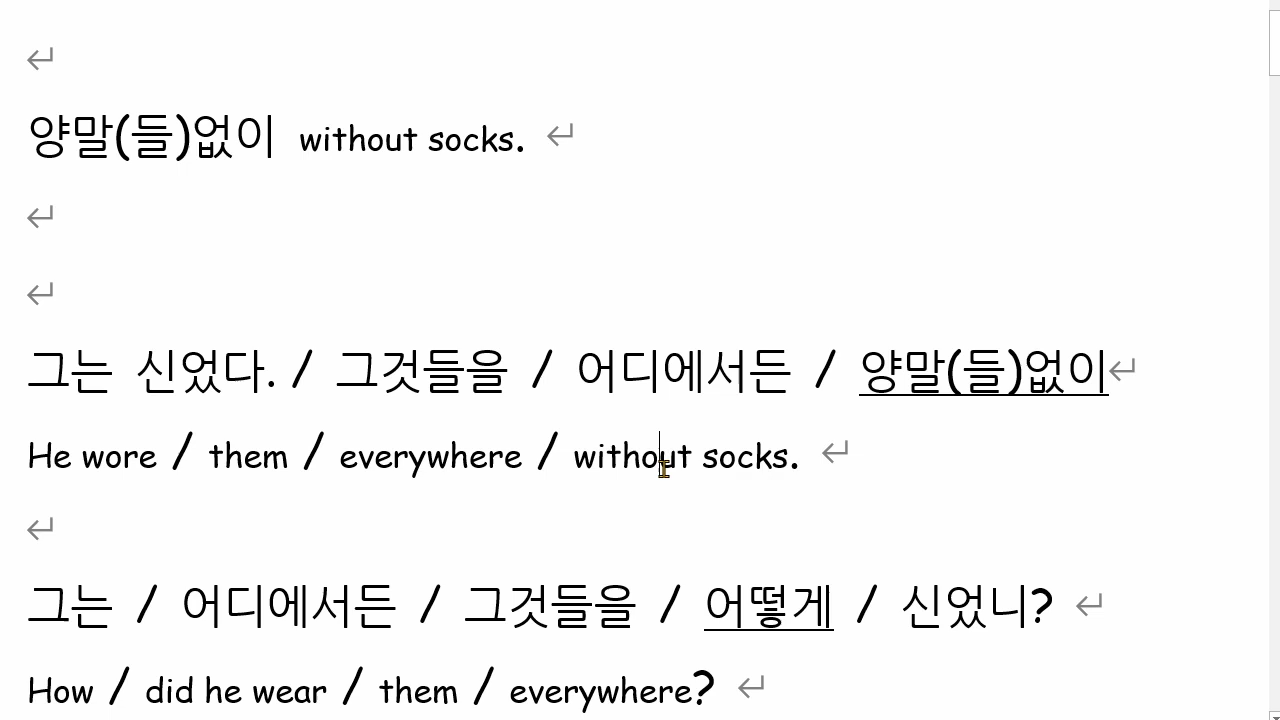 양말(들)없이 without socks.
그는 신었다. / 그것들을 / 어디에서든 / 양말(들)없이
He wore / them / everywhere / without socks.
그는 / 어디에서든 / 그것들을 / 어떻게 / 신었니?
How / did he wear / them / everywhere?